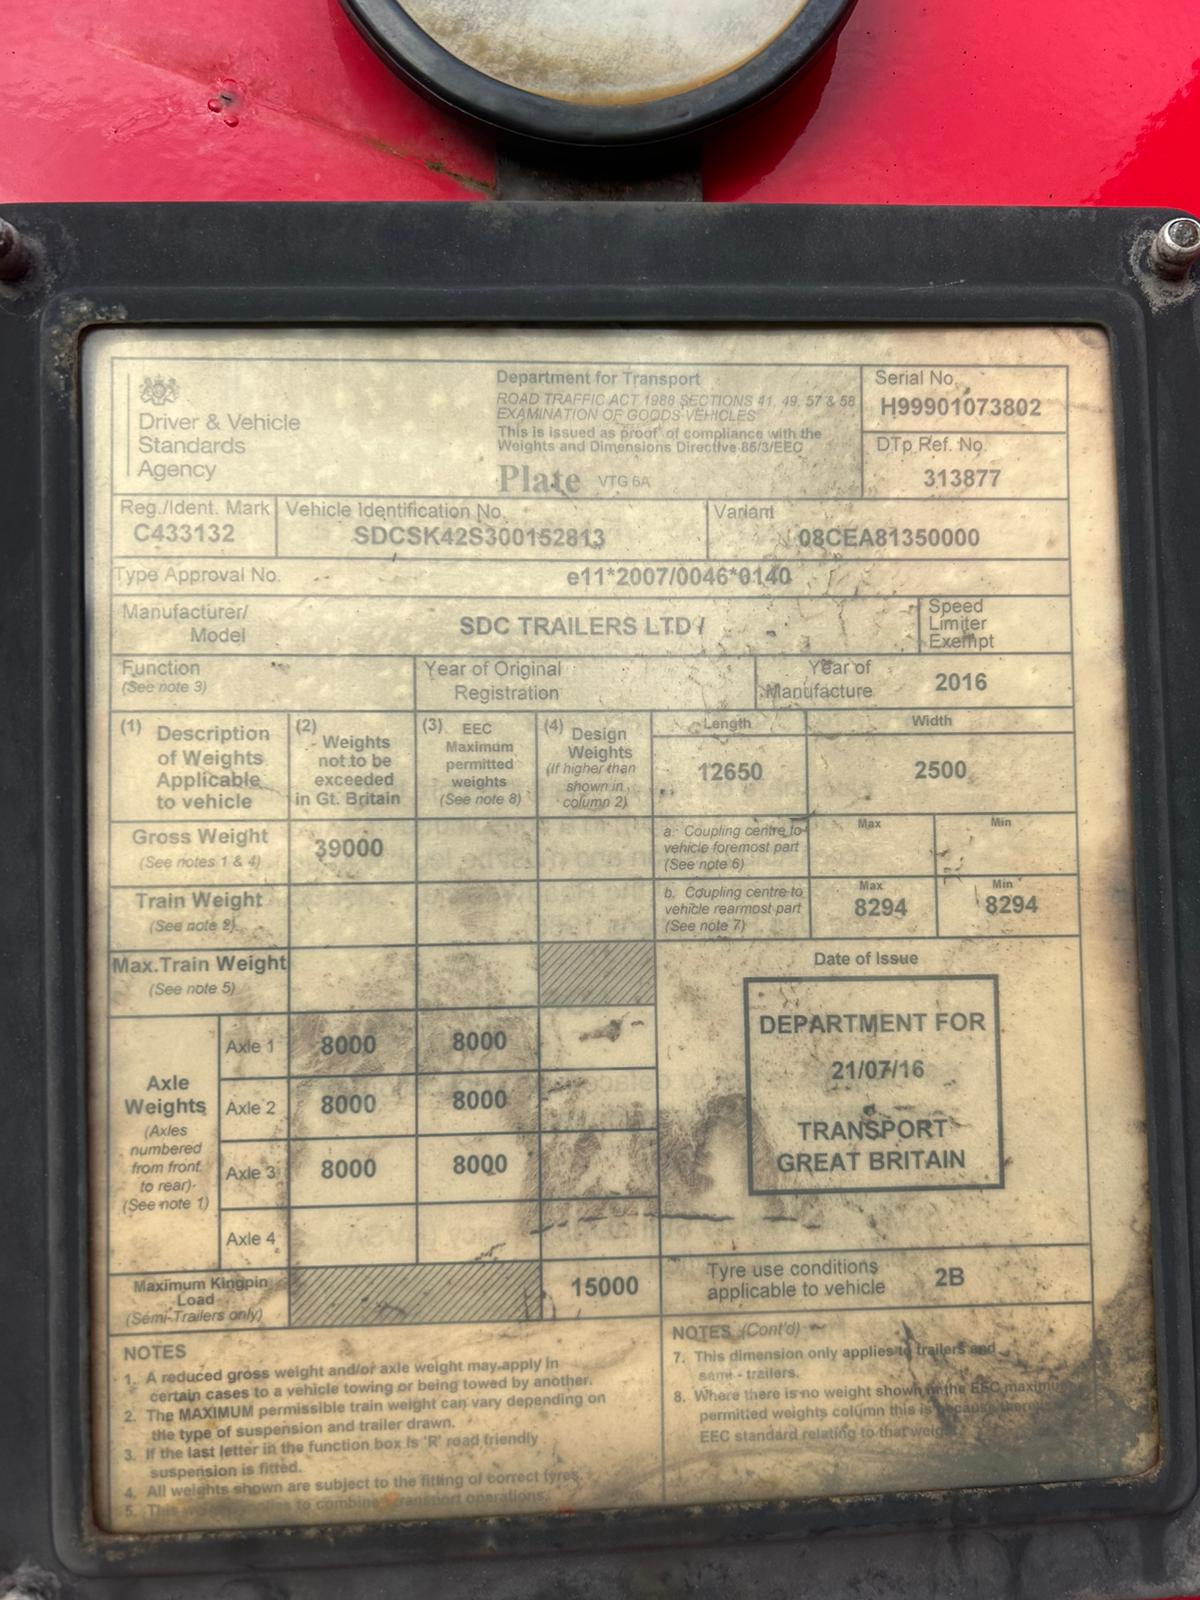 Driver & Vehicle
Standards
Agency
Department for Transport
ROAD TRAFFIC ACT 1988 SECTIONS 41, 49, 57 & 58
EXAMINATION OF GOODS VEHICLES
This is issued as proof of compliance with the
Weights and Dimensions Directive 85/3/EEC
Plate VTG 6A
Serial No.
H99901073802
DTp Ref. No.
313877
Reg./Ident. Mark
C433132
Vehicle Identification No.
SDCSK42S300152813
Variant
08CEA81350000
Type Approval No.
e11*2007/0046*0140
Manufacturer/
Model
SDC TRAILERS LTD /
Speed
Limiter
Exempt
Function
(See note 3)
Year of Original
Registration
Year of
Manufacture
2016
(1) Description
of Weights
Applicable
to vehicle
(2) Weights
not to be
exceeded
in Gt. Britain
(3) EEC
Maximum
permitted
weights
(See note 8)
(4) Design
Weights
(If higher than
shown in
column 2)
Length
12650
Width
2500
Gross Weight
(See notes 1 & 4)
39000
a. Coupling centre to
vehicle foremost part
(See note 6)
Max
Min
Train Weight
(See note 2)
b. Coupling centre to
vehicle rearmost part
(See note 7)
Max
8294
Min
8294
Max.Train Weight
(See note 5)
Date of Issue
DEPARTMENT FOR
21/07/16
TRANSPORT
GREAT BRITAIN
Axle
Weights
(Axles
numbered
from front
to rear)
(See note 1)
Axle 1 8000 8000
Axle 2 8000 8000
Axle 3 8000 8000
Axle 4
Maximum Kingpin
Load
(Semi-Trailers only)
15000
Tyre use conditions
applicable to vehicle
2B
NOTES
1. A reduced gross weight and/or axle weight may apply in
certain cases to a vehicle towing or being towed by another.
2. The MAXIMUM permissible train weight can vary depending on
the type of suspension and trailer drawn.
3. If the last letter in the function box is 'R' road friendly
suspension is fitted.
4. All weights shown are subject to the fitting of correct tyres.
5. This weight applies to combined transport operations.
NOTES (Cont'd)
7. This dimension only applies to trailers and
semi - trailers.
8. Where there is no weight shown in the EEC maximum
permitted weights column this is because there
EEC standard relating to that weight.